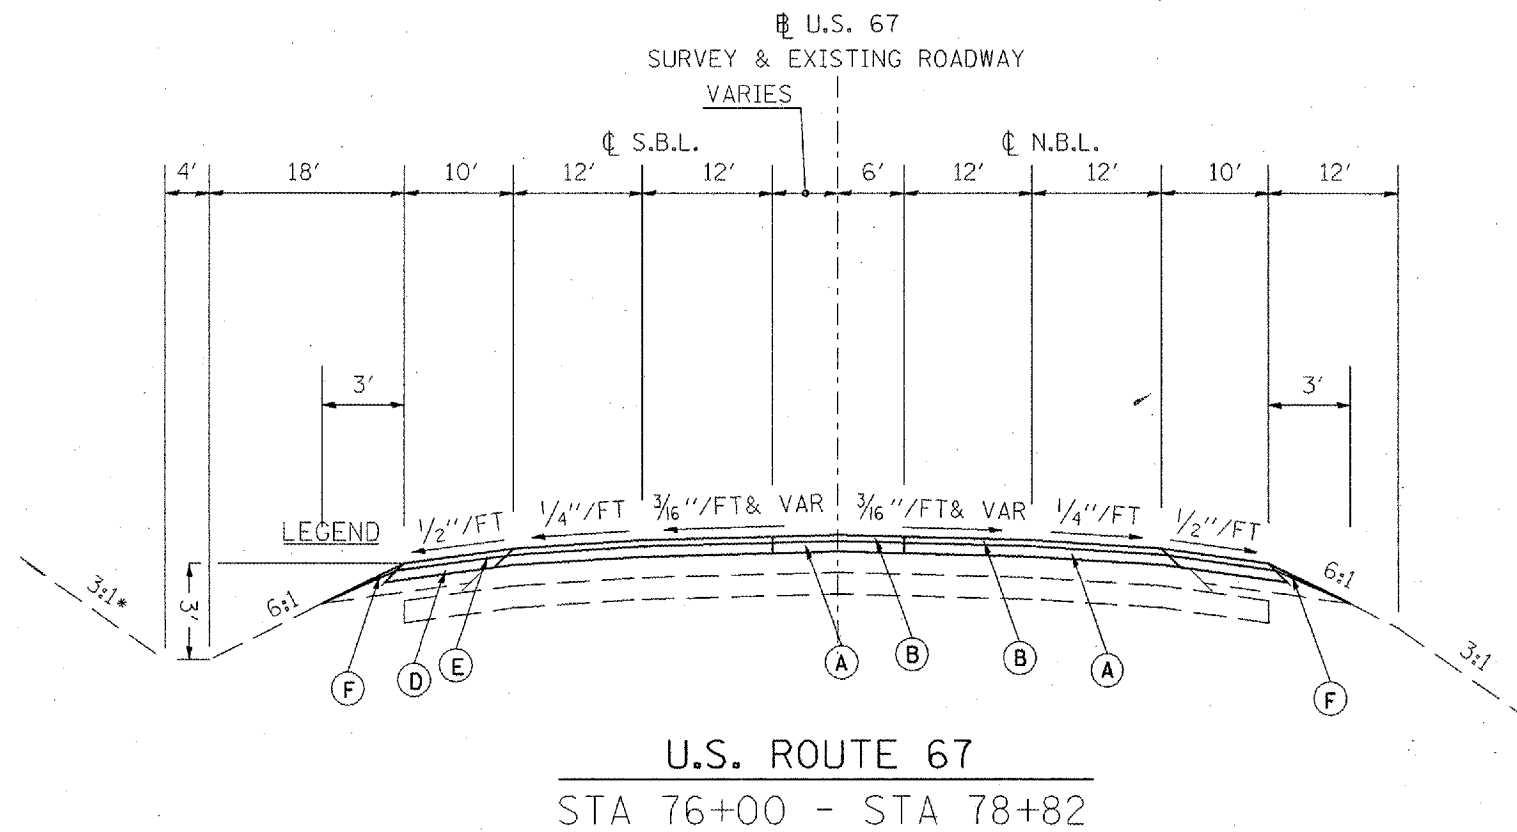 ℄ U.S. 67
SURVEY & EXISTING ROADWAY
VARIES
℄ S.B.L.
℄ N.B.L.
4' 18' 10' 12' 12' 6' 12' 12' 10' 12'
3'
3'
LEGEND
1/2"/FT 1/4"/FT 3/16"/FT& VAR 3/16"/FT& VAR 1/4"/FT 1/2"/FT
3:1*
3'
6:1
6:1
3:1
F D E A B B A F
U.S. ROUTE 67
STA 76+00 - STA 78+82